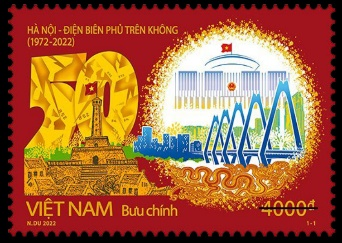 HÀ NỘI - ĐIỆN BIÊN PHỦ TRÊN KHÔNG
(1972-2022)
50
VIỆT NAM Bưu chính
4000đ
N.DU 2022
1 - 1